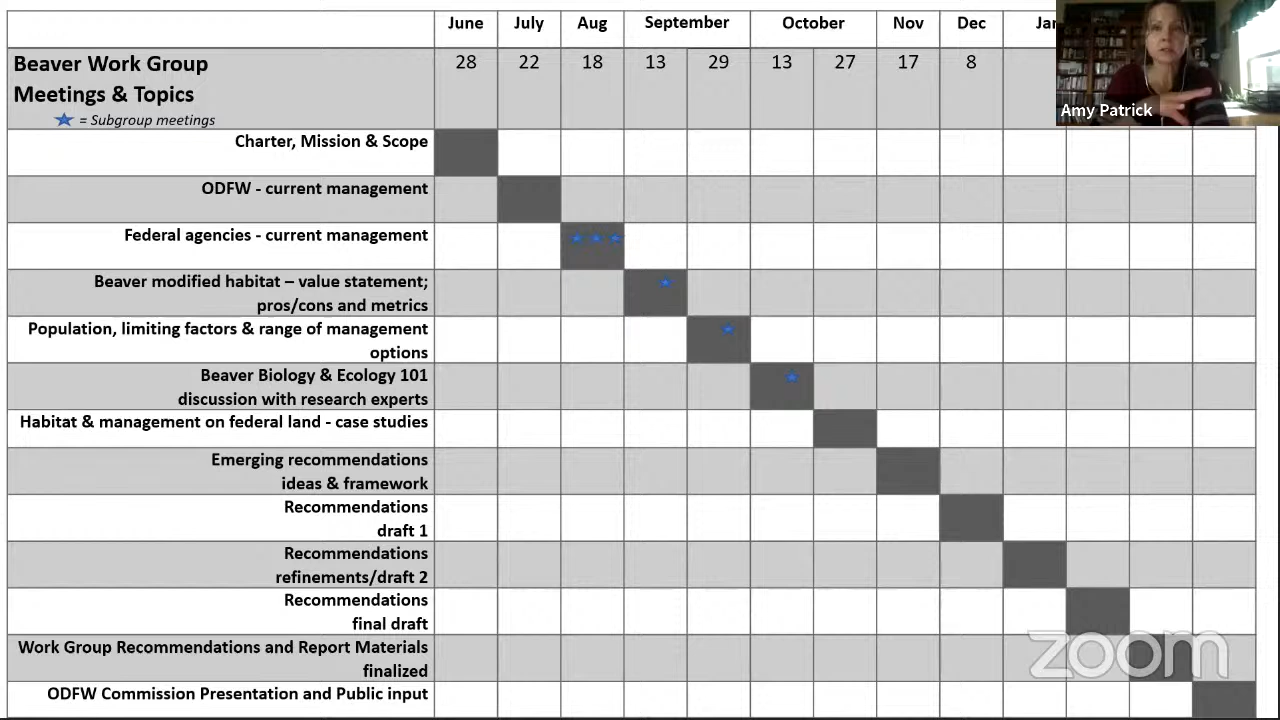 June July Aug September October Nov Dec Jan
Beaver Work Group 28 22 18 13 29 13 27 17 8
Meetings & Topics
= Subgroup meetings
Amy Patrick
Charter, Mission & Scope
ODFW - current management
Federal agencies - current management
Beaver modified habitat – value statement;
pros/cons and metrics
Population, limiting factors & range of management
options
Beaver Biology & Ecology 101
discussion with research experts
Habitat & management on federal land - case studies
Emerging recommendations
ideas & framework
Recommendations
draft 1
Recommendations
refinements/draft 2
Recommendations
final draft
Work Group Recommendations and Report Materials
finalized
zoom
ODFW Commission Presentation and Public input